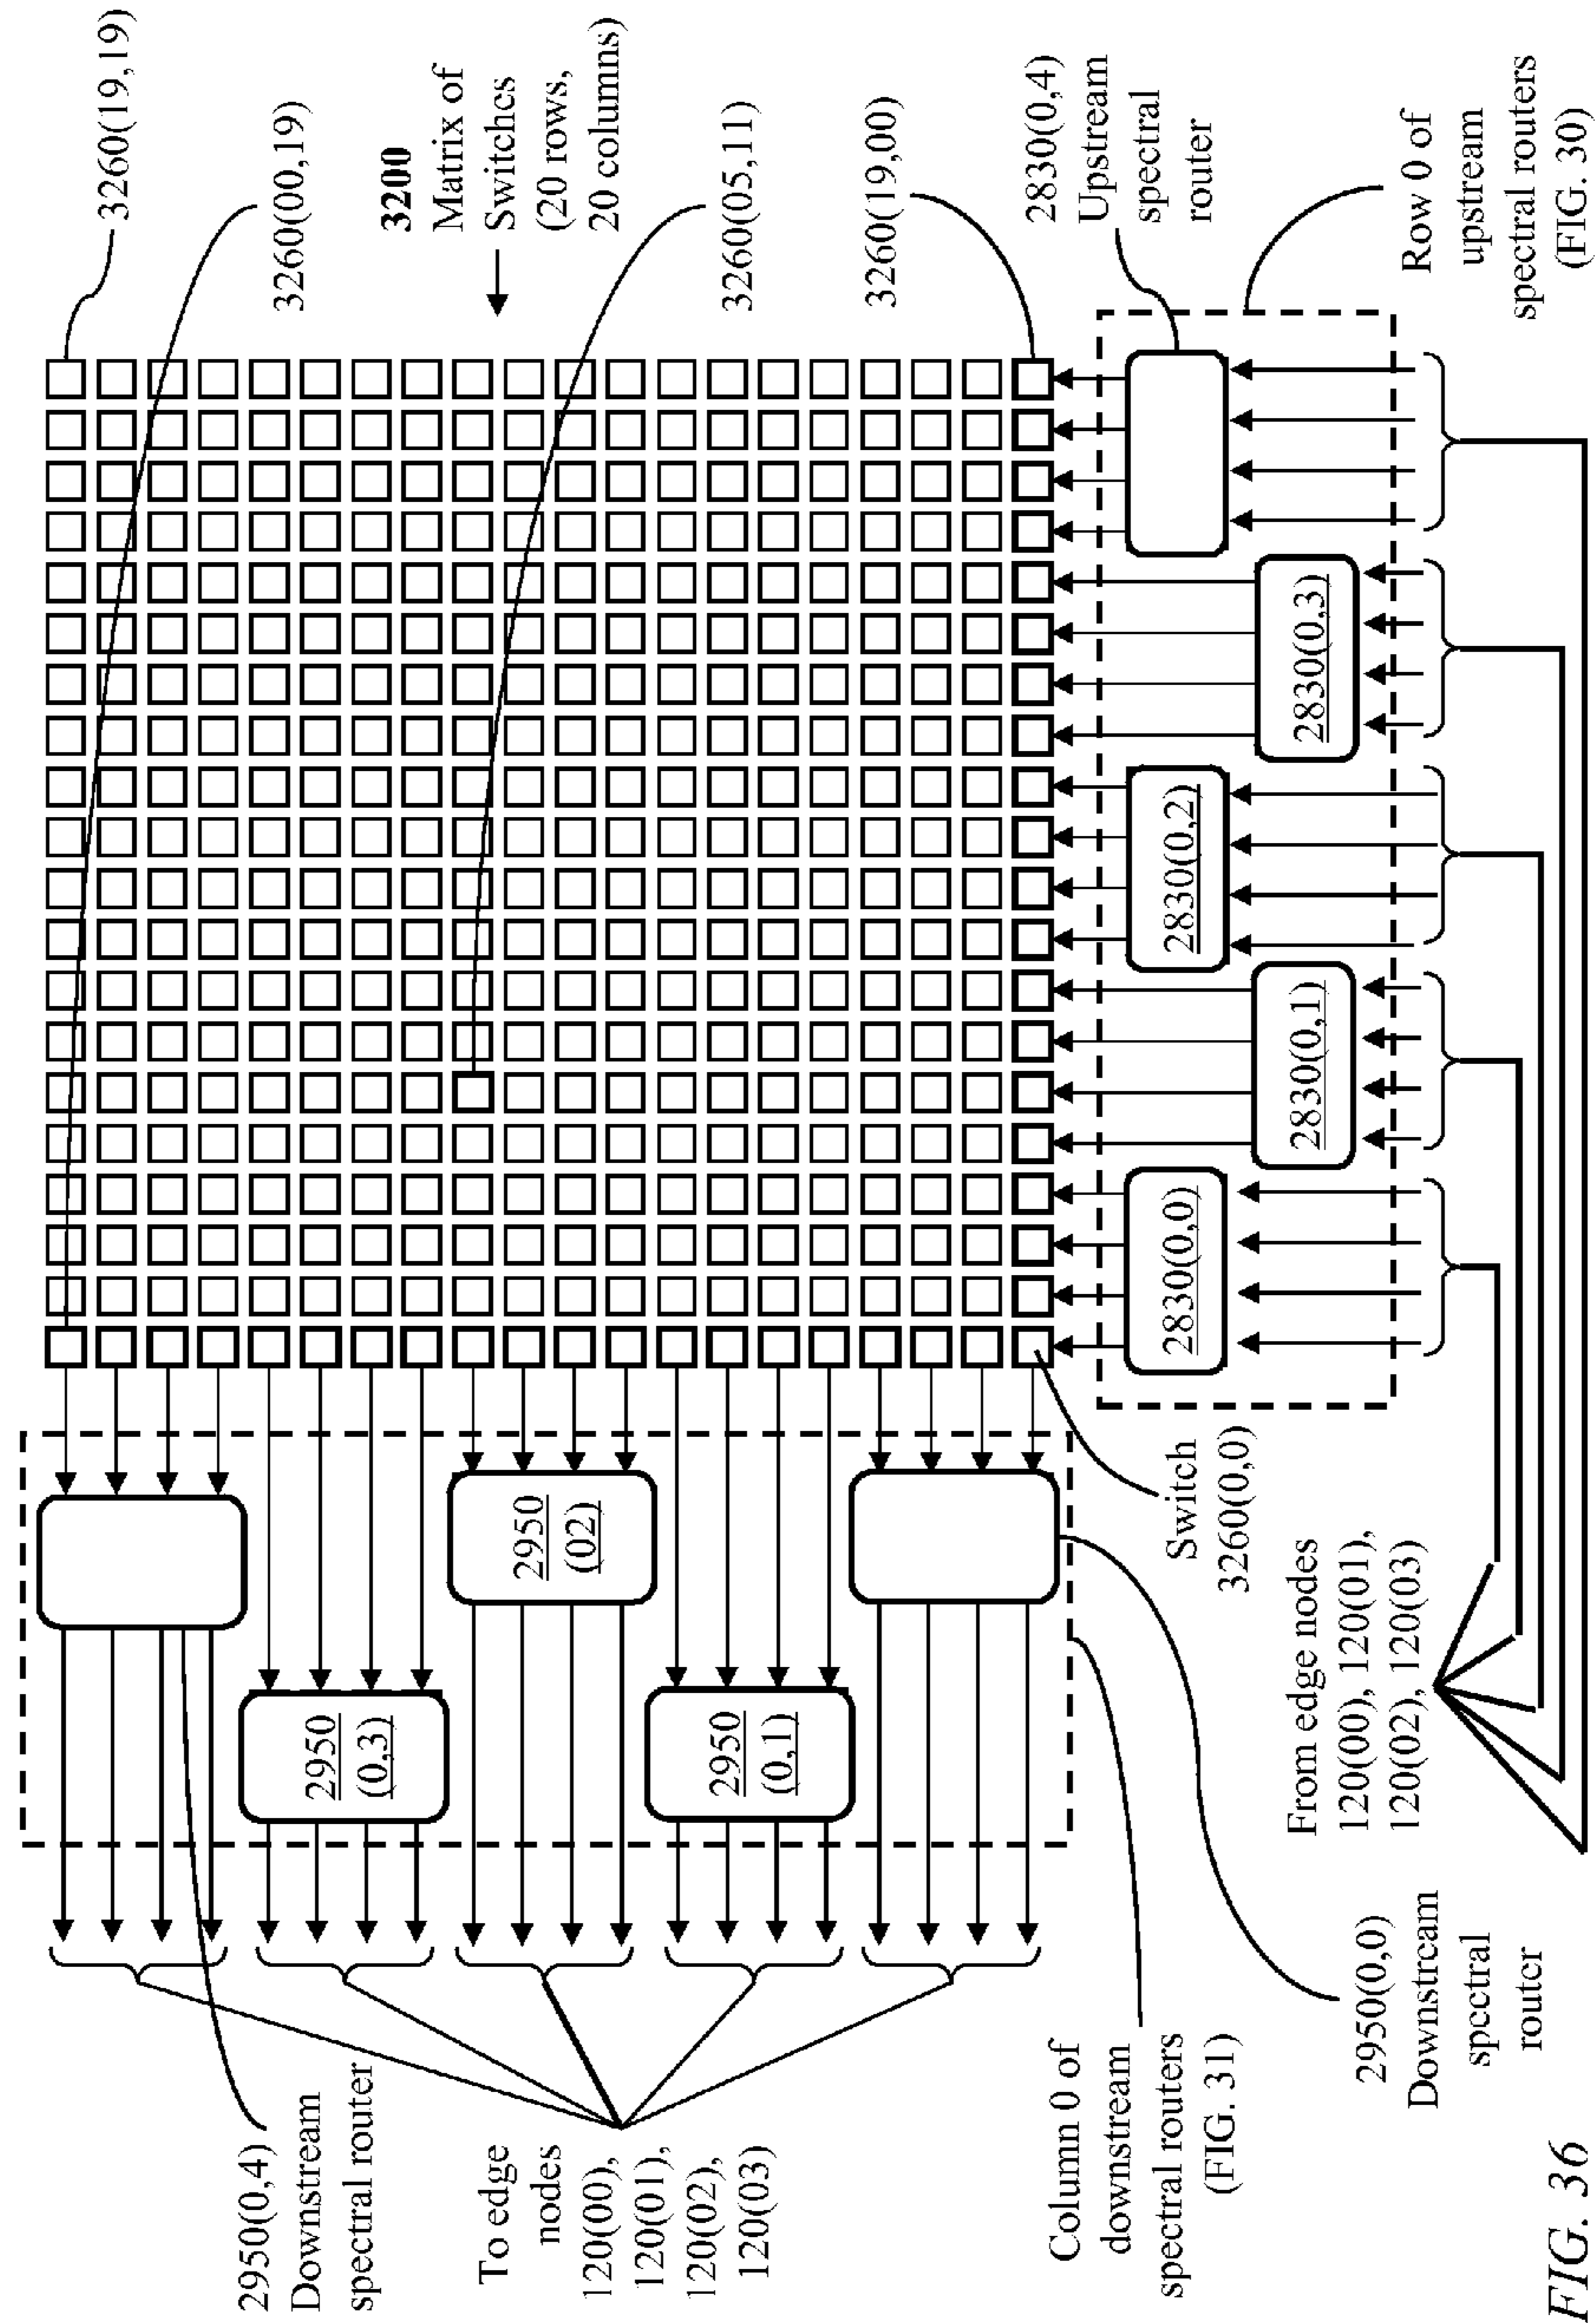 3260(19,19)
3260(00,19)
3200
Matrix of
Switches
(20 rows,
20 columns)
3260(05,11)
3260(19,00)
2830(0,4)
Upstream
spectral
router
Row 0 of
upstream
spectral routers
(FIG. 30)
2830(0,3)
2830(0,2)
2830(0,1)
2830(0,0)
2950
(0,3)
2950
(02)
2950
(0,1)
Switch
3260(0,0)
From edge nodes
120(00), 120(01),
120(02), 120(03)
2950(0,4)
Downstream
spectral router
To edge
nodes
120(00),
120(01),
120(02),
120(03)
Column 0 of
downstream
spectral routers
(FIG. 31)
2950(0,0)
Downstream
spectral
router
FIG. 36